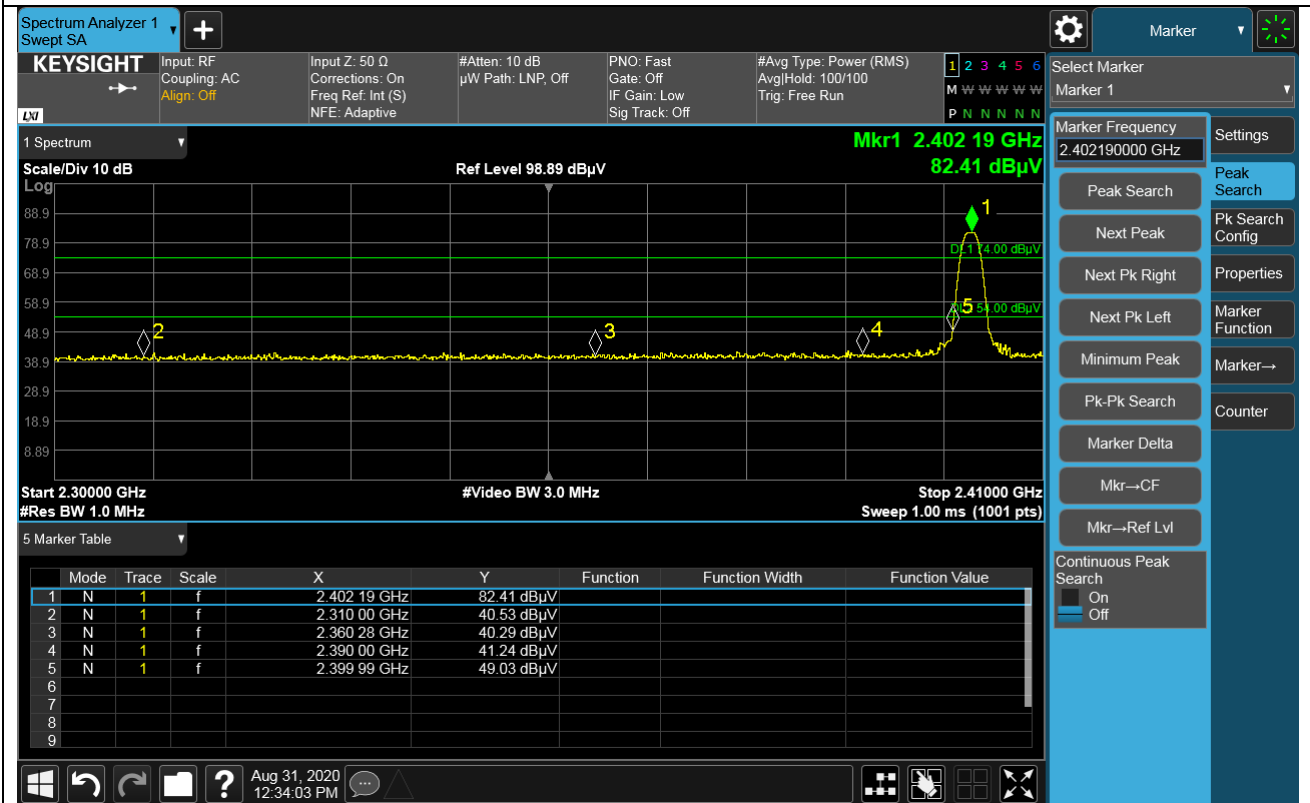 Spectrum Analyzer 1
Swept SA
+
Marker
KEYSIGHT
LXI
Input: RF
Coupling: AC
Align: Off
Input Z: 50 Ω
Corrections: On
Freq Ref: Int (S)
NFE: Adaptive
#Atten: 10 dB
µW Path: LNP, Off
PNO: Fast
Gate: Off
IF Gain: Low
Sig Track: Off
#Avg Type: Power (RMS)
Avg|Hold: 100/100
Trig: Free Run
1 2 3 4 5 6
M W W W W W
P N N N N N
Select Marker
Marker 1
1 Spectrum
Scale/Div 10 dB
Log
Ref Level 98.89 dBµV
Mkr1 2.402 19 GHz
82.41 dBµV
88.9
78.9
68.9
58.9
48.9
38.9
28.9
18.9
8.89
DL1 74.00 dBµV
54.00 dBµV
1
2
3
4
5
Start 2.30000 GHz
#Res BW 1.0 MHz
#Video BW 3.0 MHz
Stop 2.41000 GHz
Sweep 1.00 ms (1001 pts)
5 Marker Table
Mode Trace Scale X Y Function Function Width Function Value
1 N 1 f 2.402 19 GHz 82.41 dBµV
2 N 1 f 2.310 00 GHz 40.53 dBµV
3 N 1 f 2.360 28 GHz 40.29 dBµV
4 N 1 f 2.390 00 GHz 41.24 dBµV
5 N 1 f 2.399 99 GHz 49.03 dBµV
6
7
8
9
Marker Frequency
2.402190000 GHz
Peak Search
Next Peak
Next Pk Right
Next Pk Left
Minimum Peak
Pk-Pk Search
Marker Delta
Mkr→CF
Mkr→Ref Lvl
Continuous Peak
Search
On
Off
Settings
Peak
Search
Pk Search
Config
Properties
Marker
Function
Marker→
Counter
?
Aug 31, 2020
12:34:03 PM